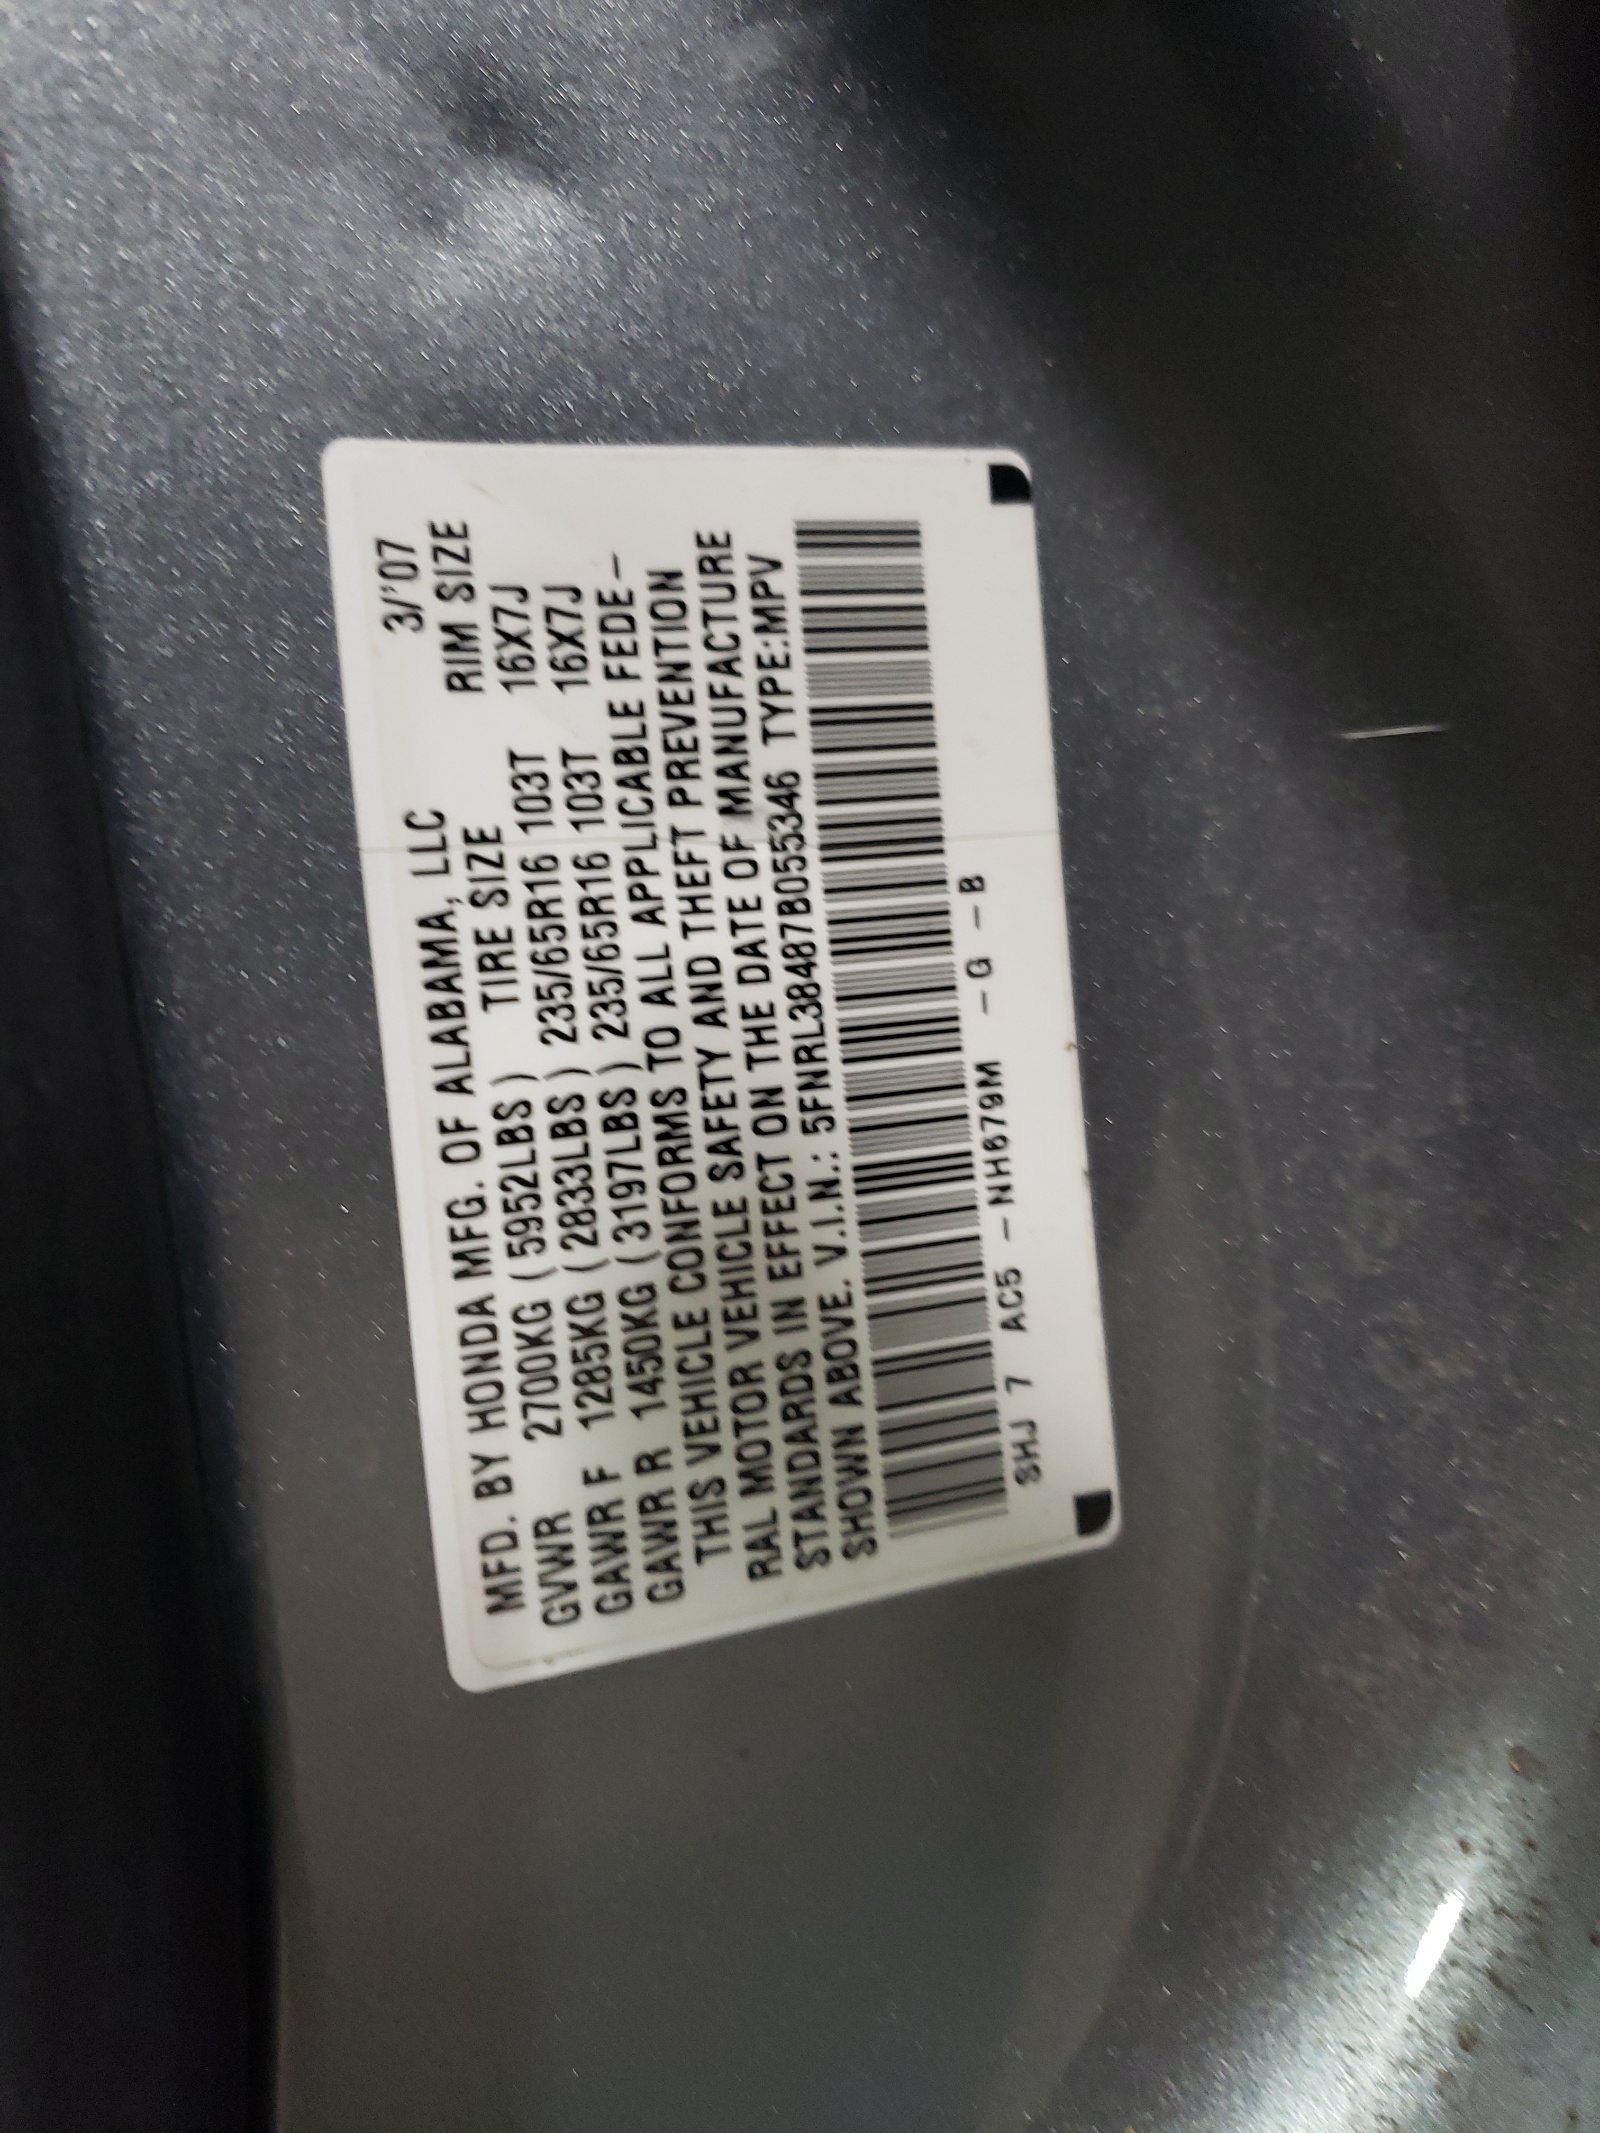 MFD. BY HONDA MFG. OF ALABAMA, LLC 3/'07
TIRE SIZE RIM SIZE
GVWR 2700KG (5952LBS)
GAWR F 1285KG (2833LBS) 235/65R16 103T 16X7J
GAWR R 1450KG (3197LBS) 235/65R16 103T 16X7J
THIS VEHICLE CONFORMS TO ALL APPLICABLE FEDE-
RAL MOTOR VEHICLE SAFETY AND THEFT PREVENTION
STANDARDS IN EFFECT ON THE DATE OF MANUFACTURE
SHOWN ABOVE. V.I.N.: 5FNRL38487B055346 TYPE:MPV
SHJ 7 AC5 -NH679M -G -B